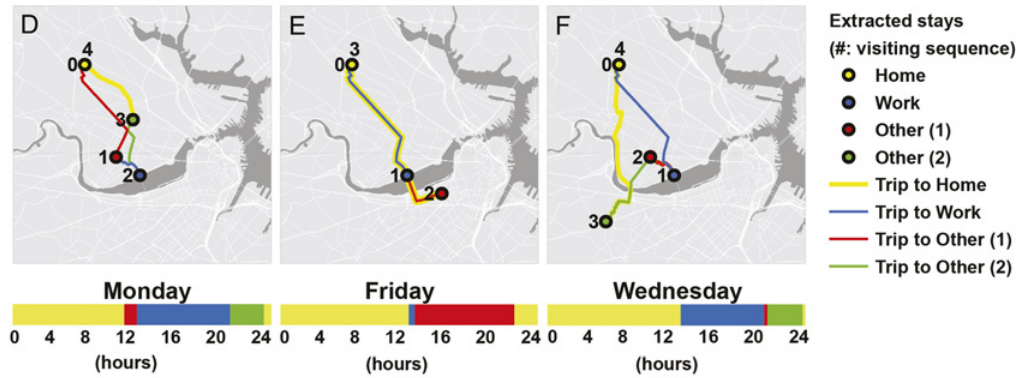 D
4
0
3
1
2
E
3
0
1
2
F
4
0
2
1
3
Extracted stays
(#: visiting sequence)
Home
Work
Other (1)
Other (2)
Trip to Home
Trip to Work
Trip to Other (1)
Trip to Other (2)
Monday
0 4 8 12 16 20 24
(hours)
Friday
0 4 8 12 16 20 24
(hours)
Wednesday
0 4 8 12 16 20 24
(hours)